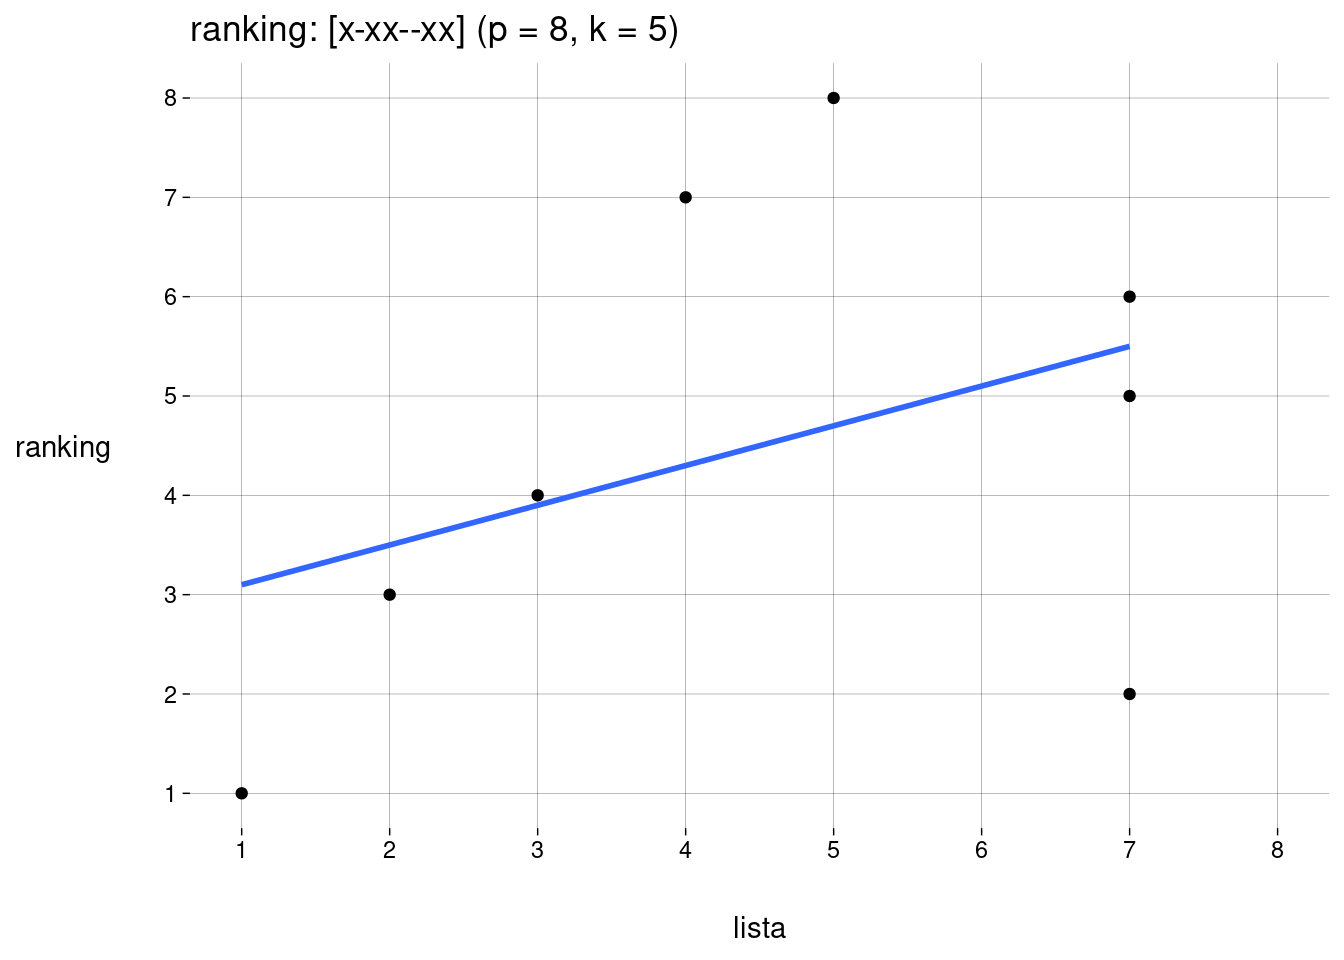 ranking: [x-xx--xx] (p = 8, k = 5)
8
7
6
5
ranking
4
3
2
1
1 2 3 4 5 6 7 8
lista